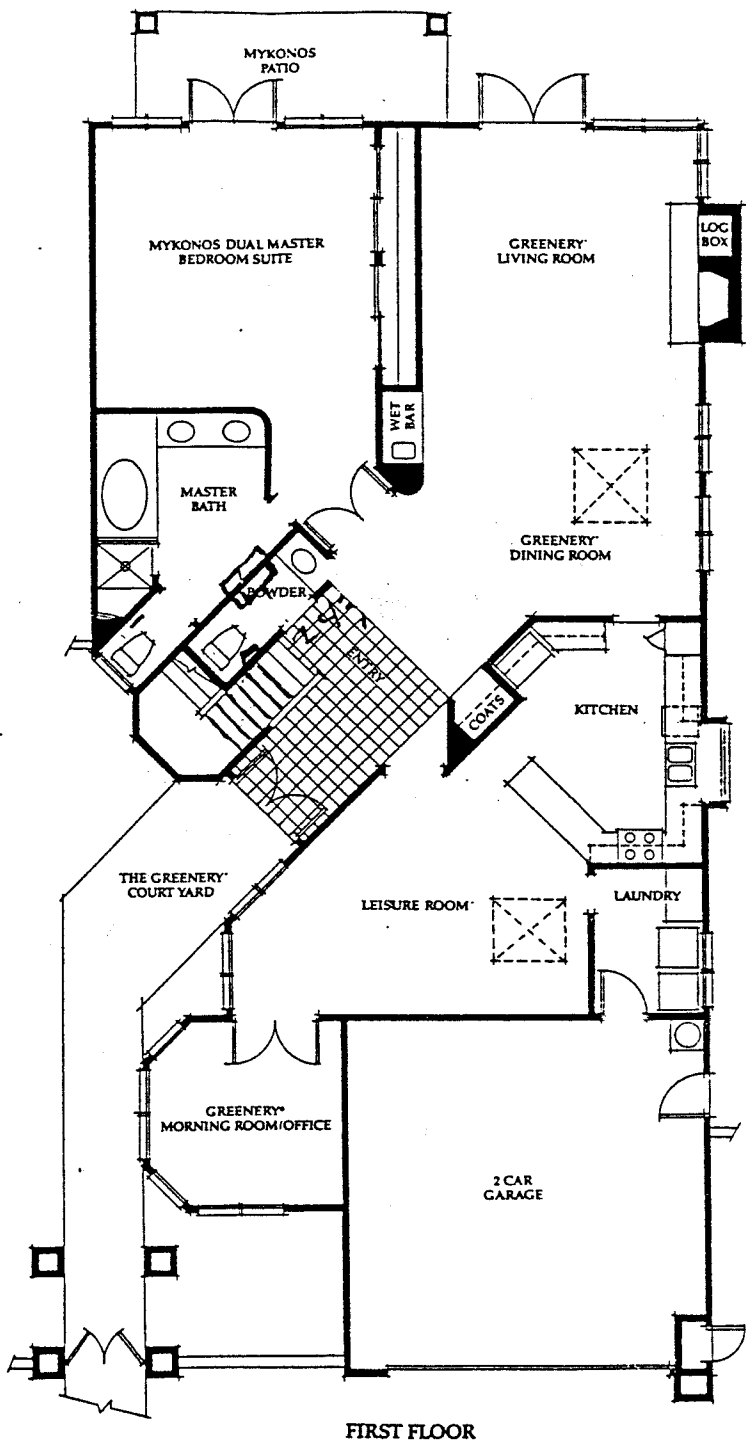 MYKONOS
PATIO
MYKONOS DUAL MASTER
BEDROOM SUITE
GREENERY
LIVING ROOM
LOG
BOX
WET
BAR
MASTER
BATH
GREENERY
DINING ROOM
POWDER
ENTRY
COATS
KITCHEN
THE GREENERY
COURT YARD
LEISURE ROOM
LAUNDRY
GREENERY
MORNING ROOM/OFFICE
2 CAR
GARAGE
FIRST FLOOR